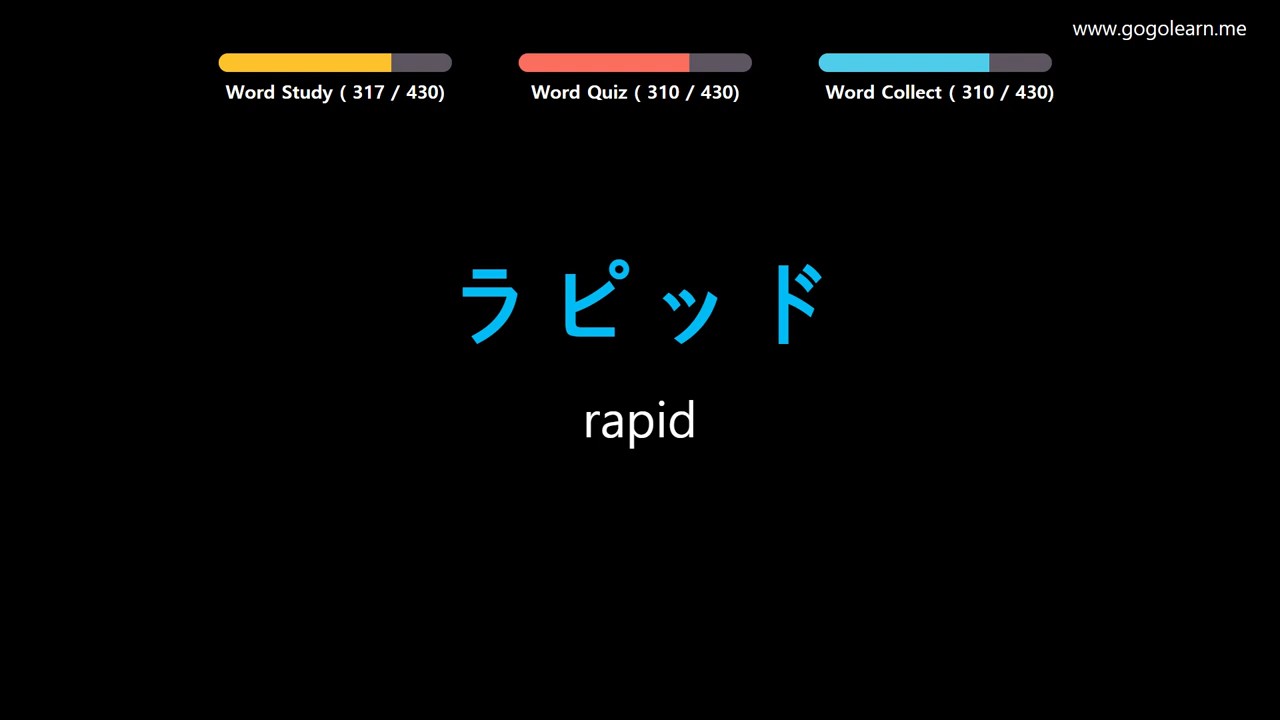 www.gogolearn.me
Word Study ( 317 / 430)
Word Quiz ( 310 / 430)
Word Collect ( 310 / 430)
ラピッド
rapid